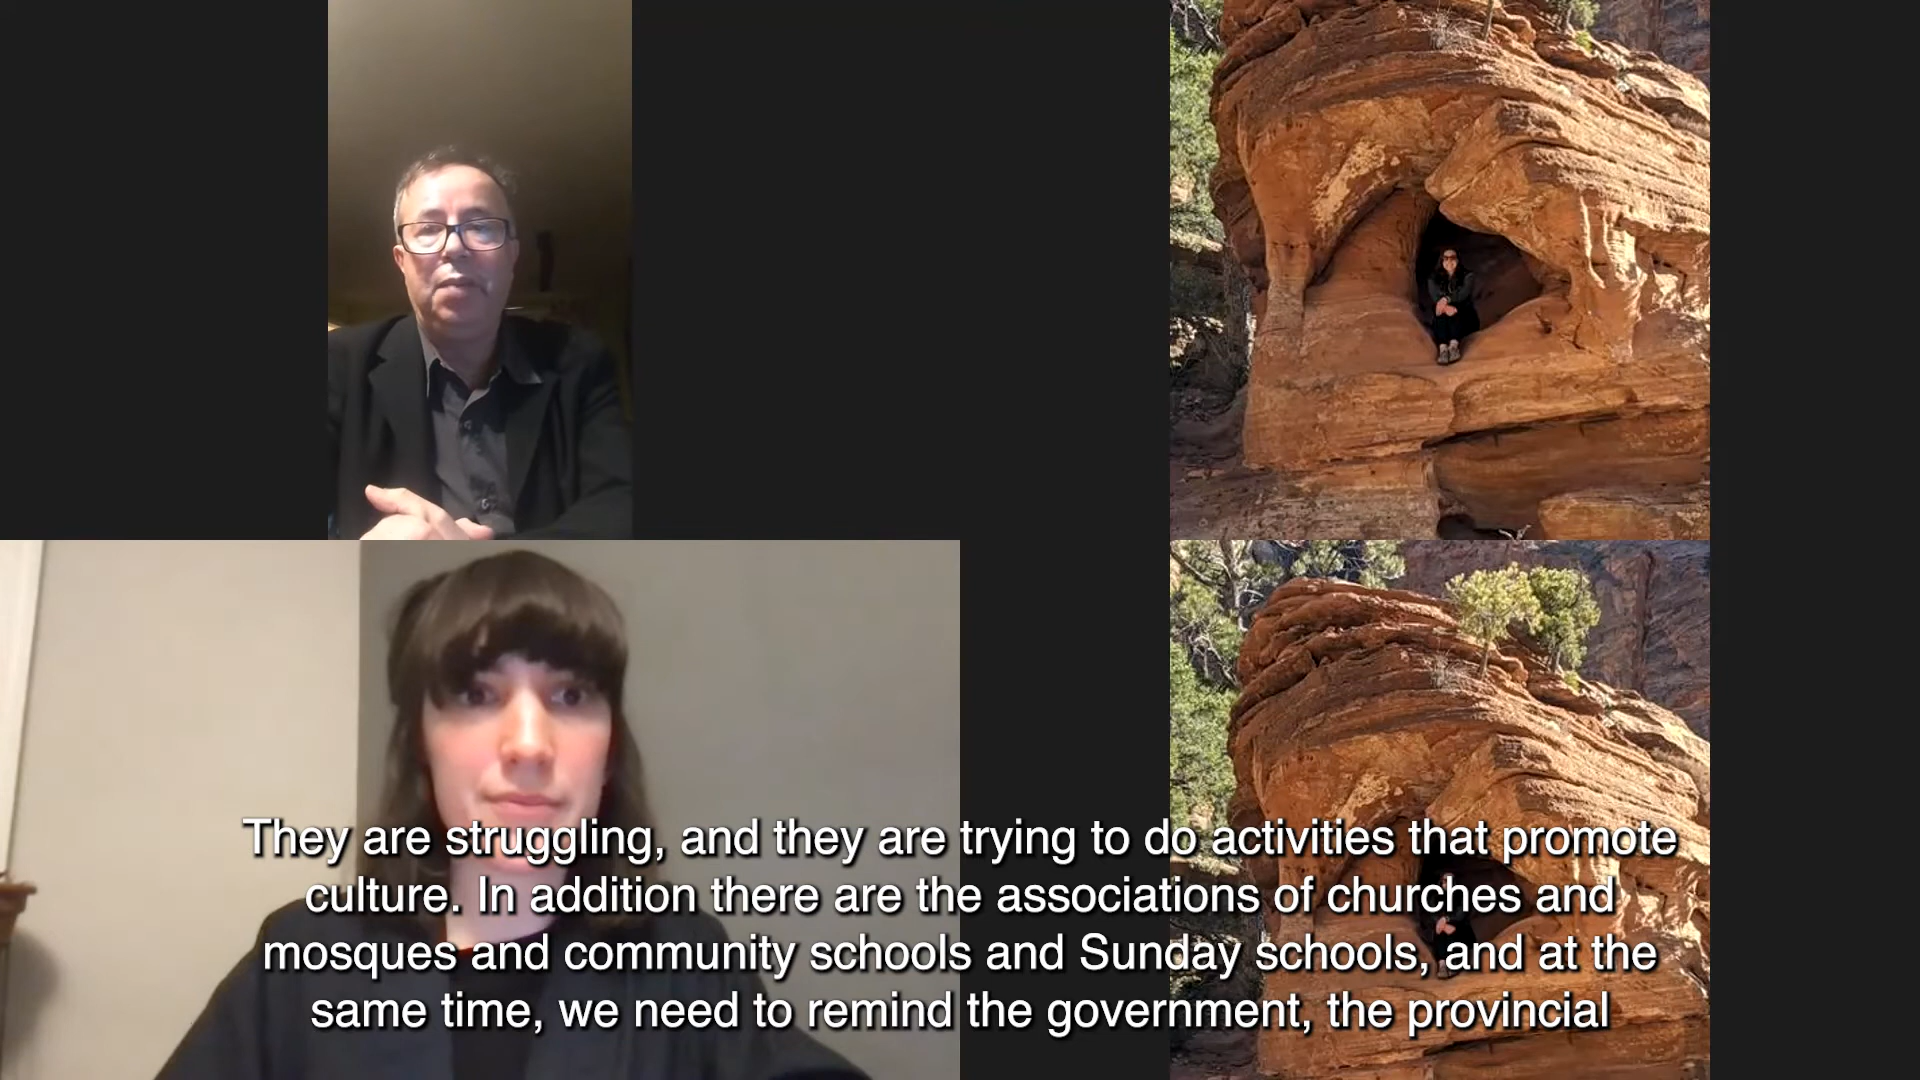 They are struggling, and they are trying to do activities that promote
culture. In addition there are the associations of churches and
mosques and community schools and Sunday schools, and at the
same time, we need to remind the government, the provincial